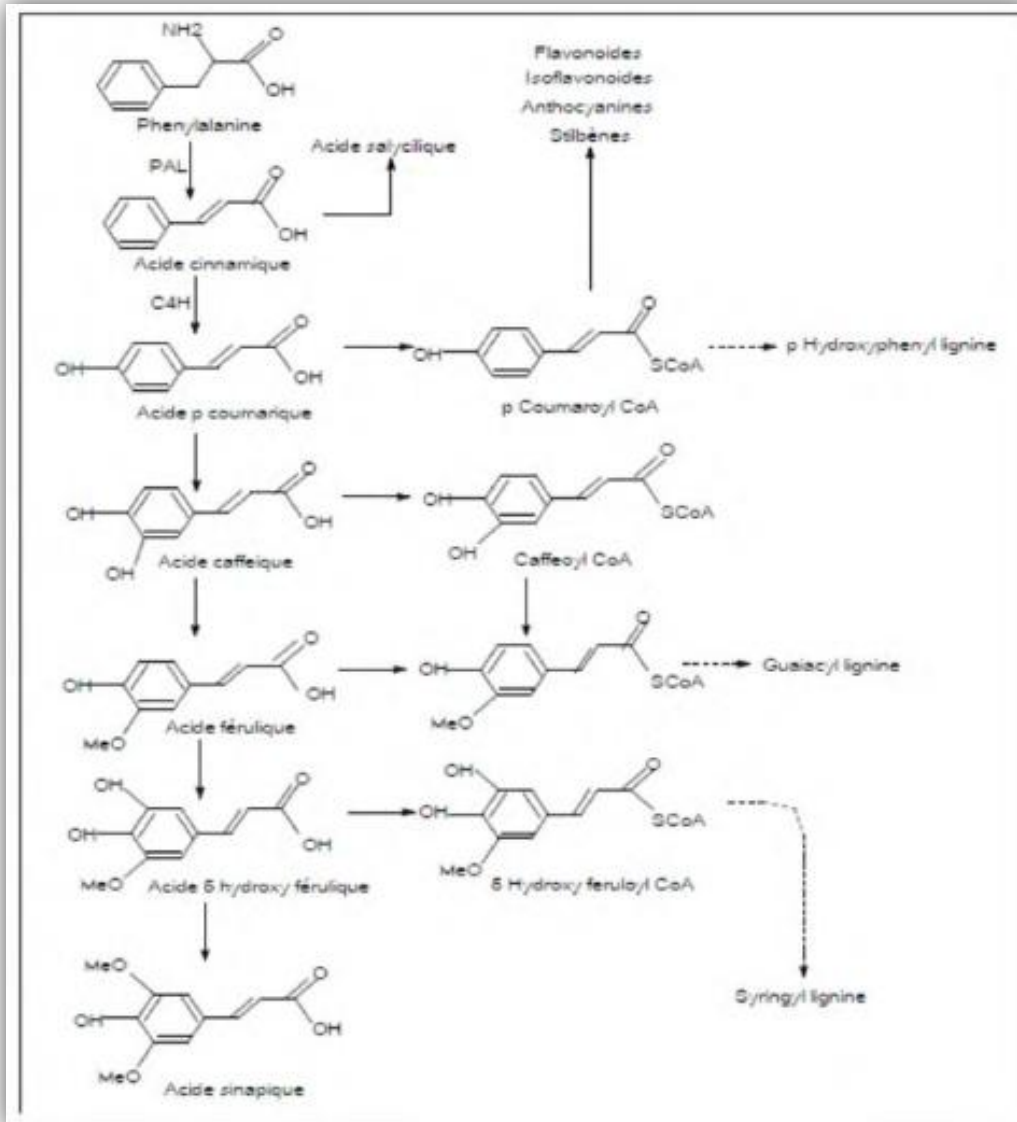 NH2
O
OH
Phenylalanine
Flavonoides
Isoflavonoides
Anthocyanines
Stilbènes
PAL
Acide salycilique
O
OH
Acide cinnamique
C4H
OH
O
OH
Acide p coumarique
OH
O
SCoA
p Coumaroyl CoA
p Hydroxyphenyl lignine
OH
OH
O
OH
Acide caffeique
OH
OH
O
SCoA
Caffeoyl CoA
OH
MeO
O
OH
Acide férulique
OH
MeO
O
SCoA
Guaiacyl lignine
OH
OH
MeO
O
OH
Acide 5 hydroxy férulique
OH
OH
MeO
O
SCoA
5 Hydroxy feruloyl CoA
Syringyl lignine
MeO
OH
MeO
O
OH
Acide sinapique